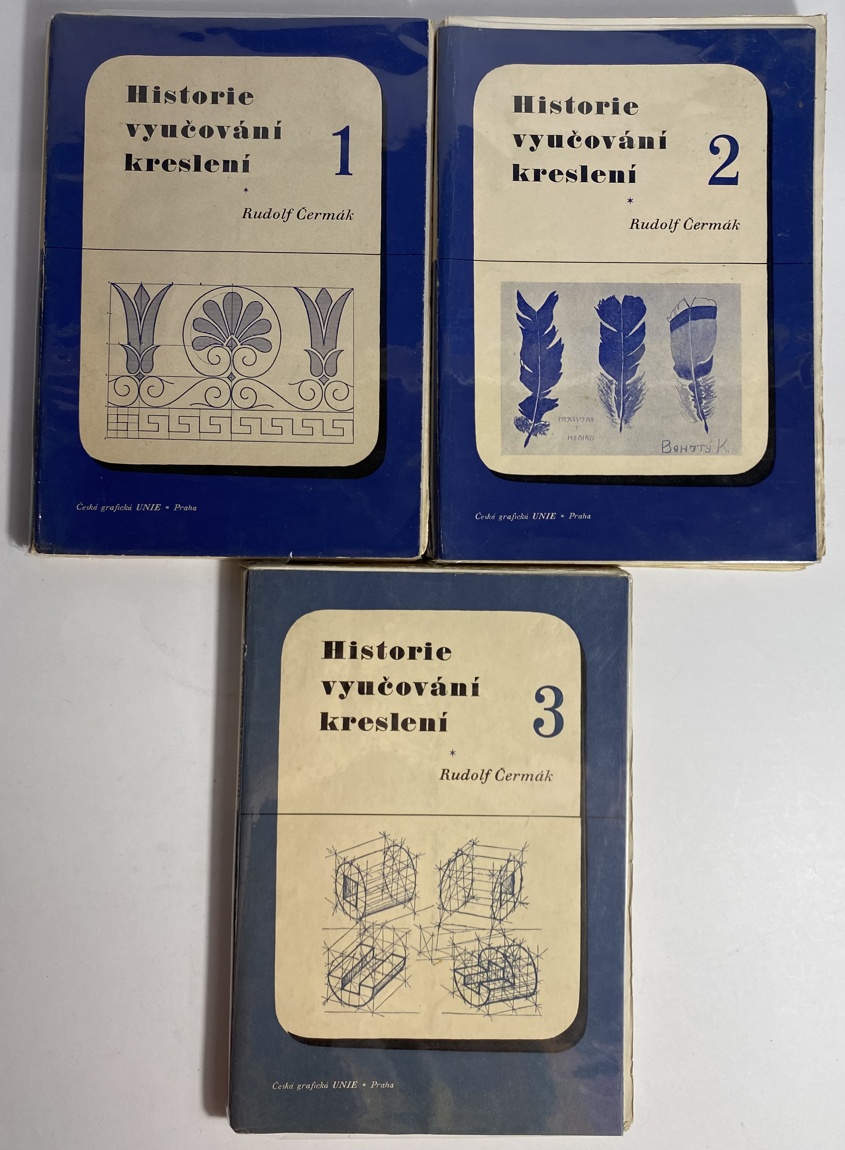 Historie
vyučování
kreslení
1
*
Rudolf Čermák
Česká grafická UNIE * Praha
Historie
vyučování
kreslení
2
*
Rudolf Čermák
BOHATÝ K.
Česká grafická UNIE * Praha
Historie
vyučování
kreslení
3
*
Rudolf Čermák
Česká grafická UNIE * Praha